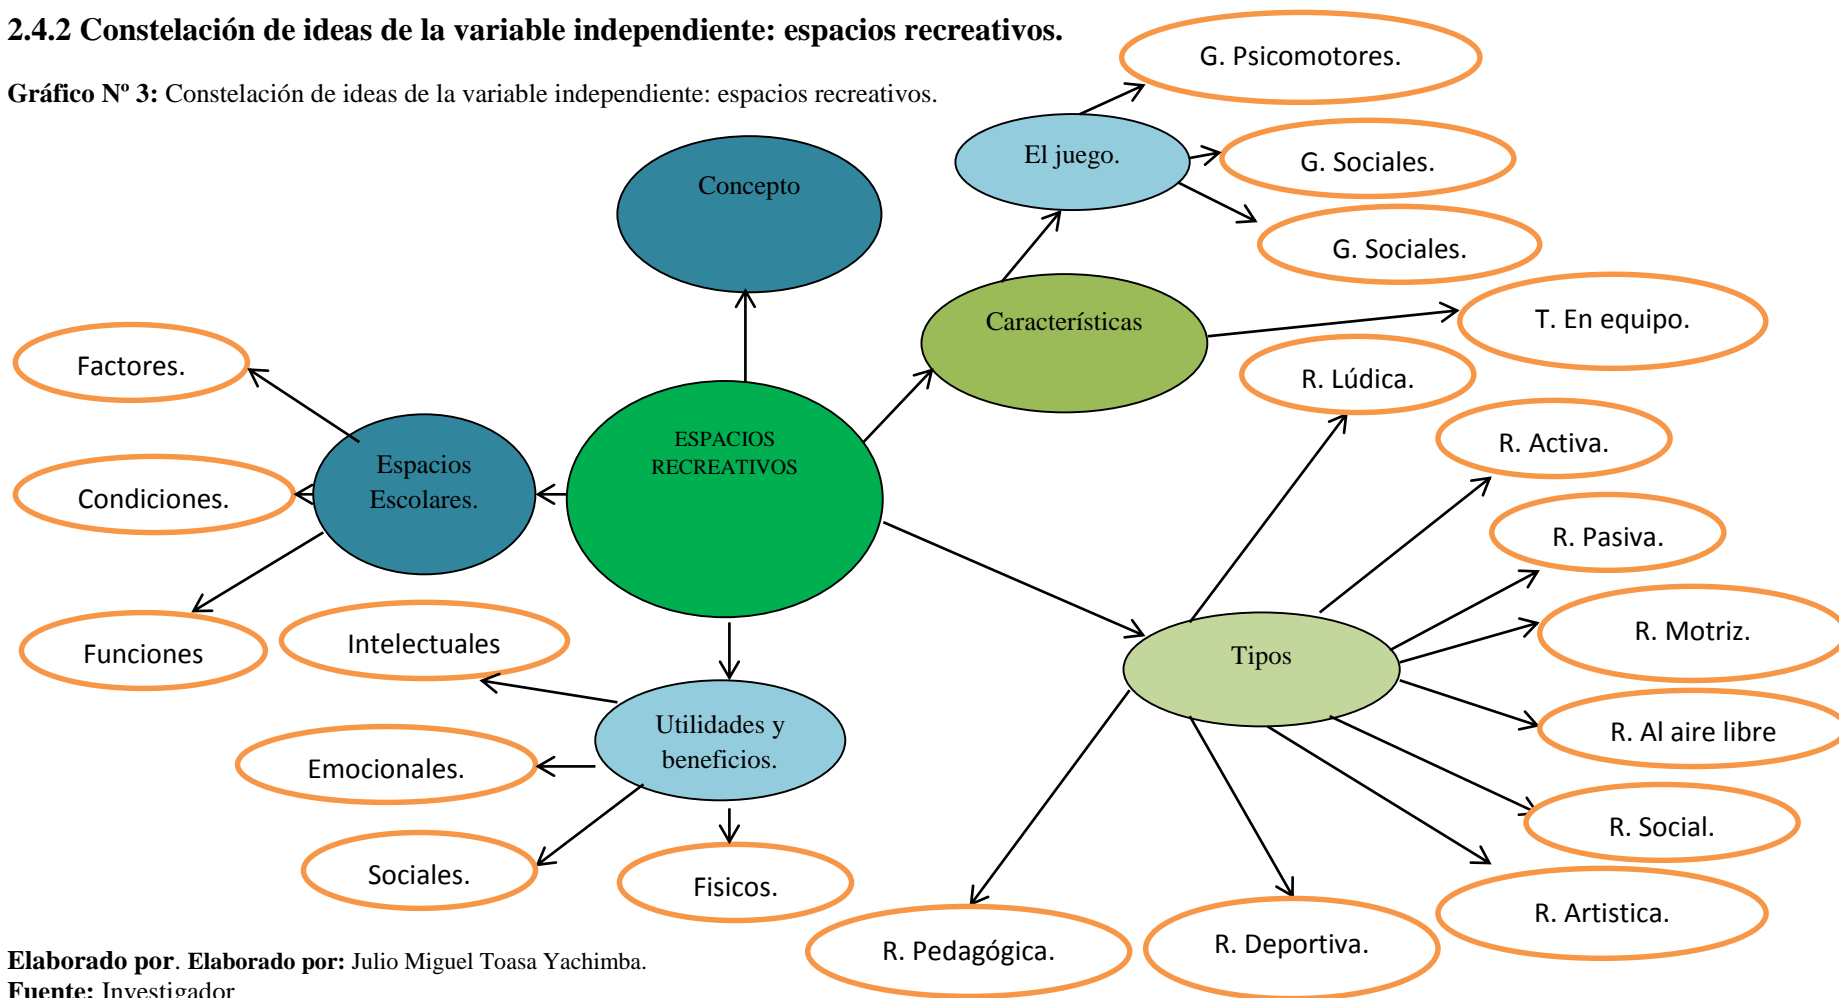 2.4.2 Constelación de ideas de la variable independiente: espacios recreativos.
Gráfico Nº 3: Constelación de ideas de la variable independiente: espacios recreativos.
G. Psicomotores.
El juego.
G. Sociales.
Concepto
G. Sociales.
Características
T. En equipo.
Factores.
R. Lúdica.
ESPACIOS
RECREATIVOS
R. Activa.
Espacios
Escolares.
Condiciones.
R. Pasiva.
Funciones
Intelectuales
R. Motriz.
Tipos
Utilidades y
beneficios.
R. Al aire libre
Emocionales.
R. Social.
Sociales.
Fisicos.
R. Artistica.
R. Pedagógica.
R. Deportiva.
Elaborado por. Elaborado por: Julio Miguel Toasa Yachimba.
Fuente: Investigador